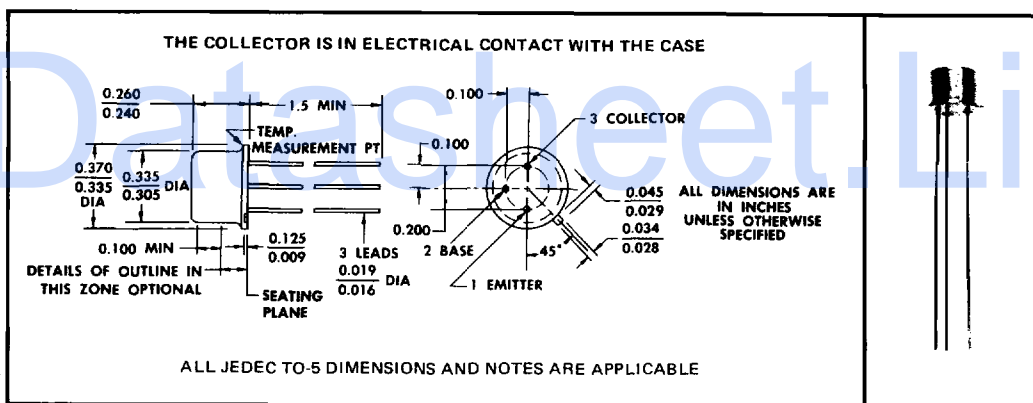 THE COLLECTOR IS IN ELECTRICAL CONTACT WITH THE CASE
Datasheet.Li
0.260
0.240
1.5 MIN
TEMP.
MEASUREMENT PT
0.370
0.335
DIA
0.335
0.305
DIA
0.100 MIN
0.125
0.009
DETAILS OF OUTLINE IN
THIS ZONE OPTIONAL
SEATING
PLANE
3 LEADS
0.019
0.016
DIA
0.100
0.100
0.200
3 COLLECTOR
2 BASE
1 EMITTER
45°
0.045
0.029
0.034
0.028
ALL DIMENSIONS ARE
IN INCHES
UNLESS OTHERWISE
SPECIFIED
ALL JEDEC TO-5 DIMENSIONS AND NOTES ARE APPLICABLE